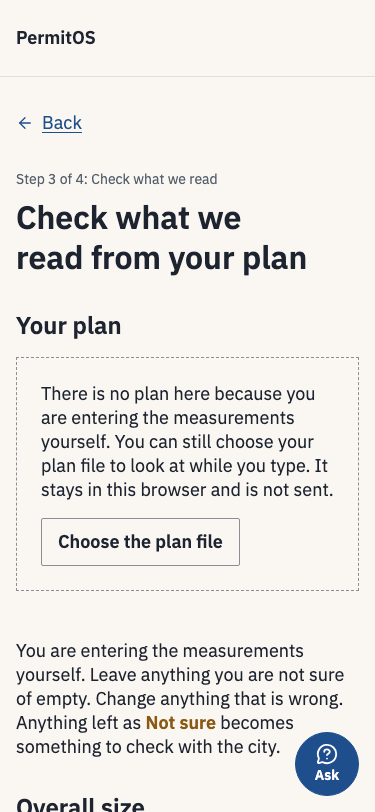 PermitOS
← Back
Step 3 of 4: Check what we read
Check what we
read from your plan
Your plan
There is no plan here because you
are entering the measurements
yourself. You can still choose your
plan file to look at while you type. It
stays in this browser and is not sent.
Choose the plan file
You are entering the measurements
yourself. Leave anything you are not sure
of empty. Change anything that is wrong.
Anything left as Not sure becomes
something to check with the city.
Ask
Overall size